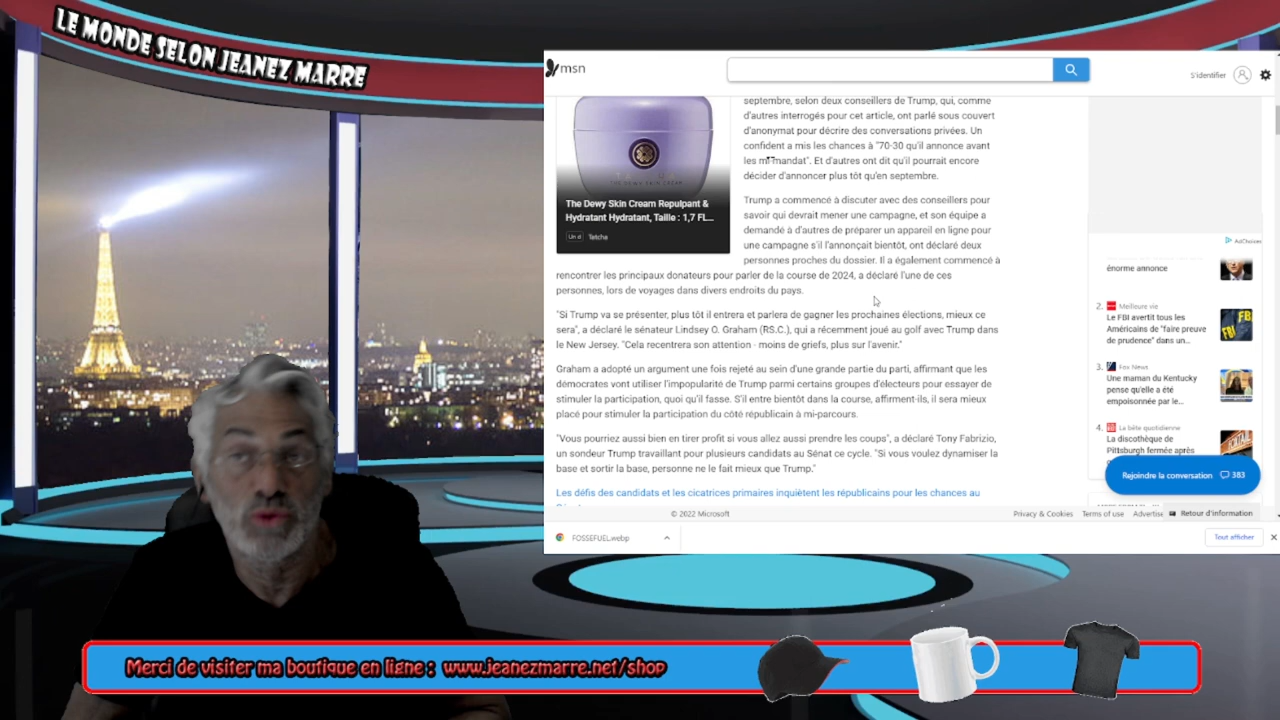 LE MONDE SELON JEANEZ MARRE
msn
S'identifier
septembre, selon deux conseillers de Trump, qui, comme
d'autres interrogés pour cet article, ont parlé sous couvert
d'anonymat pour décrire des conversations privées. Un
confident a mis les chances à "70-30 qu'il annonce avant
les mi-mandat". Et d'autres ont dit qu'il pourrait encore
décider d'annoncer plus tôt qu'en septembre.
The Dewy Skin Cream Repulpant &
Hydratant Hydratant, Taille : 1,7 FL...
Un d
Tatcha
Trump a commencé à discuter avec des conseillers pour
savoir qui devrait mener une campagne, et son équipe a
demandé à d'autres de préparer un appareil en ligne pour
une campagne s'il l'annonçait bientôt, ont déclaré deux
personnes proches du dossier. Il a également commencé à
rencontrer les principaux donateurs pour parler de la course de 2024, a déclaré l'une de ces
personnes, lors de voyages dans divers endroits du pays.
"Si Trump va se présenter, plus tôt il entrera et parlera de gagner les prochaines élections, mieux ce
sera", a déclaré le sénateur Lindsey O. Graham (RS.C.), qui a récemment joué au golf avec Trump dans
le New Jersey. "Cela recentrera son attention - moins de griefs, plus sur l'avenir."
Graham a adopté un argument une fois rejeté au sein d'une grande partie du parti, affirmant que les
démocrates vont utiliser l'impopularité de Trump parmi certains groupes d'électeurs pour essayer de
stimuler la participation, quoi qu'il fasse. S'il entre bientôt dans la course, affirment-ils, il sera mieux
placé pour stimuler la participation du côté républicain à mi-parcours.
"Vous pourriez aussi bien en tirer profit si vous allez aussi prendre les coups", a déclaré Tony Fabrizio,
un sondeur Trump travaillant pour plusieurs candidats au Sénat ce cycle. "Si vous voulez dynamiser la
base et sortir la base, personne ne le fait mieux que Trump."
Les défis des candidats et les cicatrices primaires inquiètent les républicains pour les chances au
AdChoices
énorme annonce
2. Meilleure vie
Le FBI avertit tous les
Américains de "faire preuve
de prudence" dans un...
3. Fox News
Une maman du Kentucky
pense qu'elle a été
empoisonnée par le...
4. La bête quotidienne
La discothèque de
Pittsburgh fermée après
Rejoindre la conversation 383
© 2022 Microsoft
Privacy & Cookies Terms of use Advertise Retour d'information
FOSSEFUEL.webp
Tout afficher
Merci de visiter ma boutique en ligne : www.jeanezmarre.net/shop